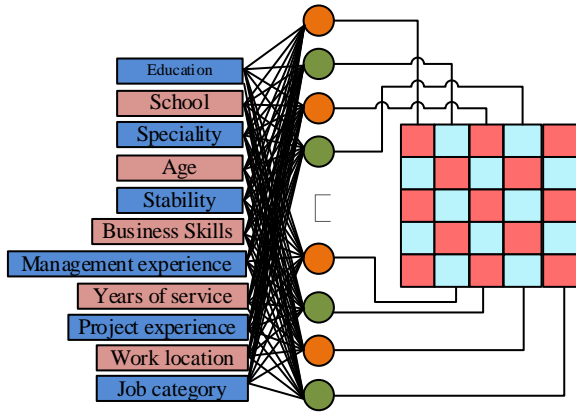 Education
School
Speciality
Age
Stability
Business Skills
Management experience
Years of service
Project experience
Work location
Job category